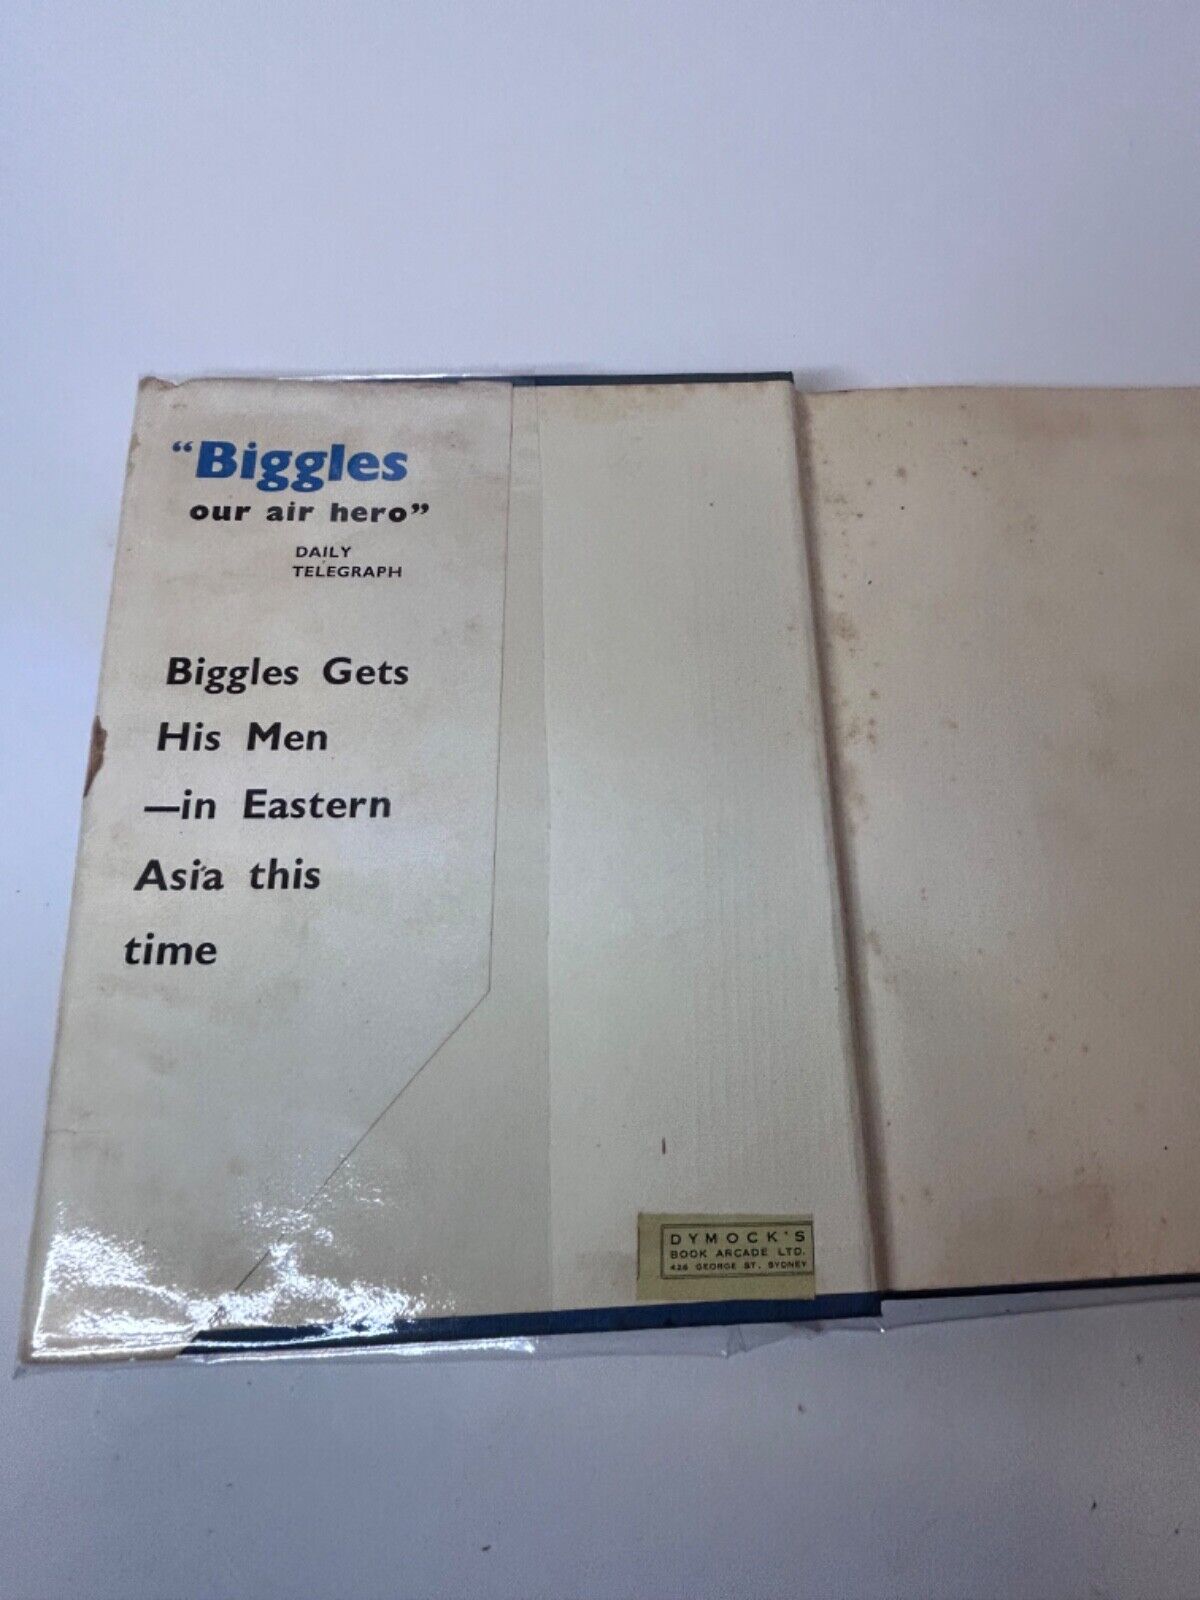 “Biggles
our air hero”
DAILY
TELEGRAPH
Biggles Gets
His Men
—in Eastern
Asia this
time
DYMOCK'S
BOOK ARCADE LTD.
426 GEORGE ST. SYDNEY